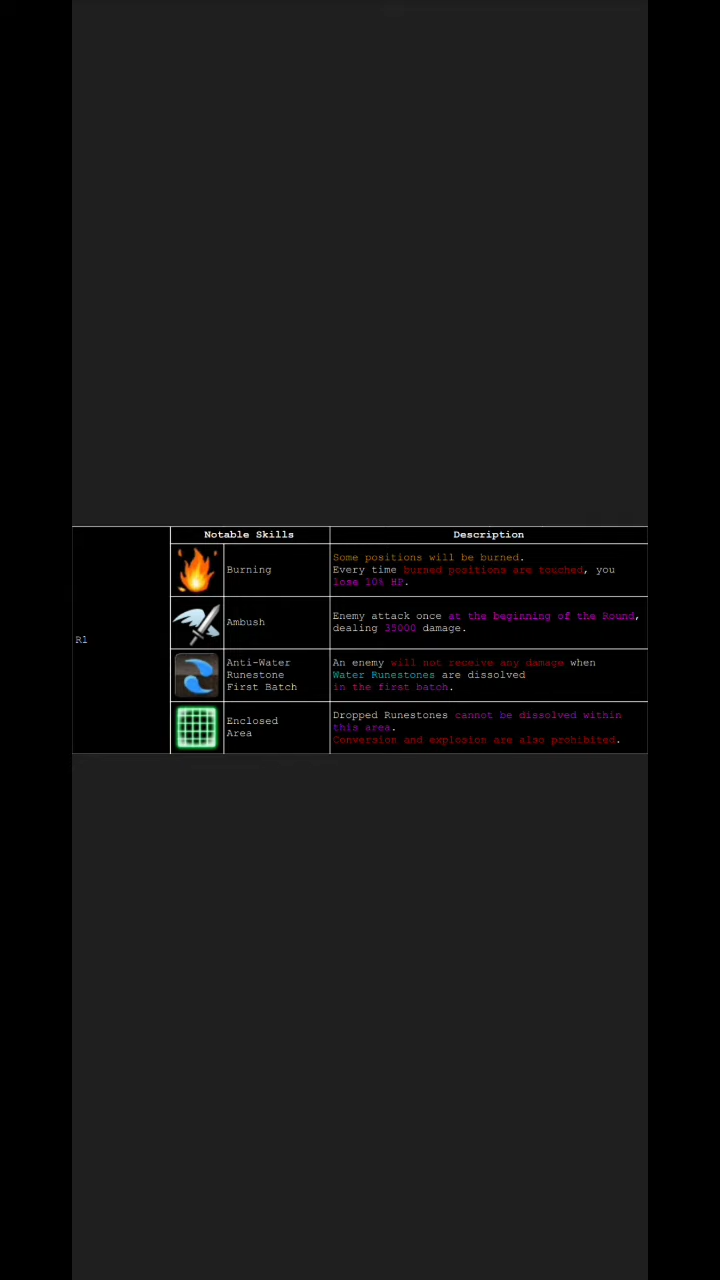 Notable Skills Description
R1
Burning
Some positions will be burned.
Every time burned positions are touched, you
lose 10% HP.
Ambush
Enemy attack once at the beginning of the Round,
dealing 35000 damage.
Anti-Water
Runestone
First Batch
An enemy will not receive any damage when
Water Runestones are dissolved
in the first batch.
Enclosed
Area
Dropped Runestones cannot be dissolved within
this area.
Conversion and explosion are also prohibited.